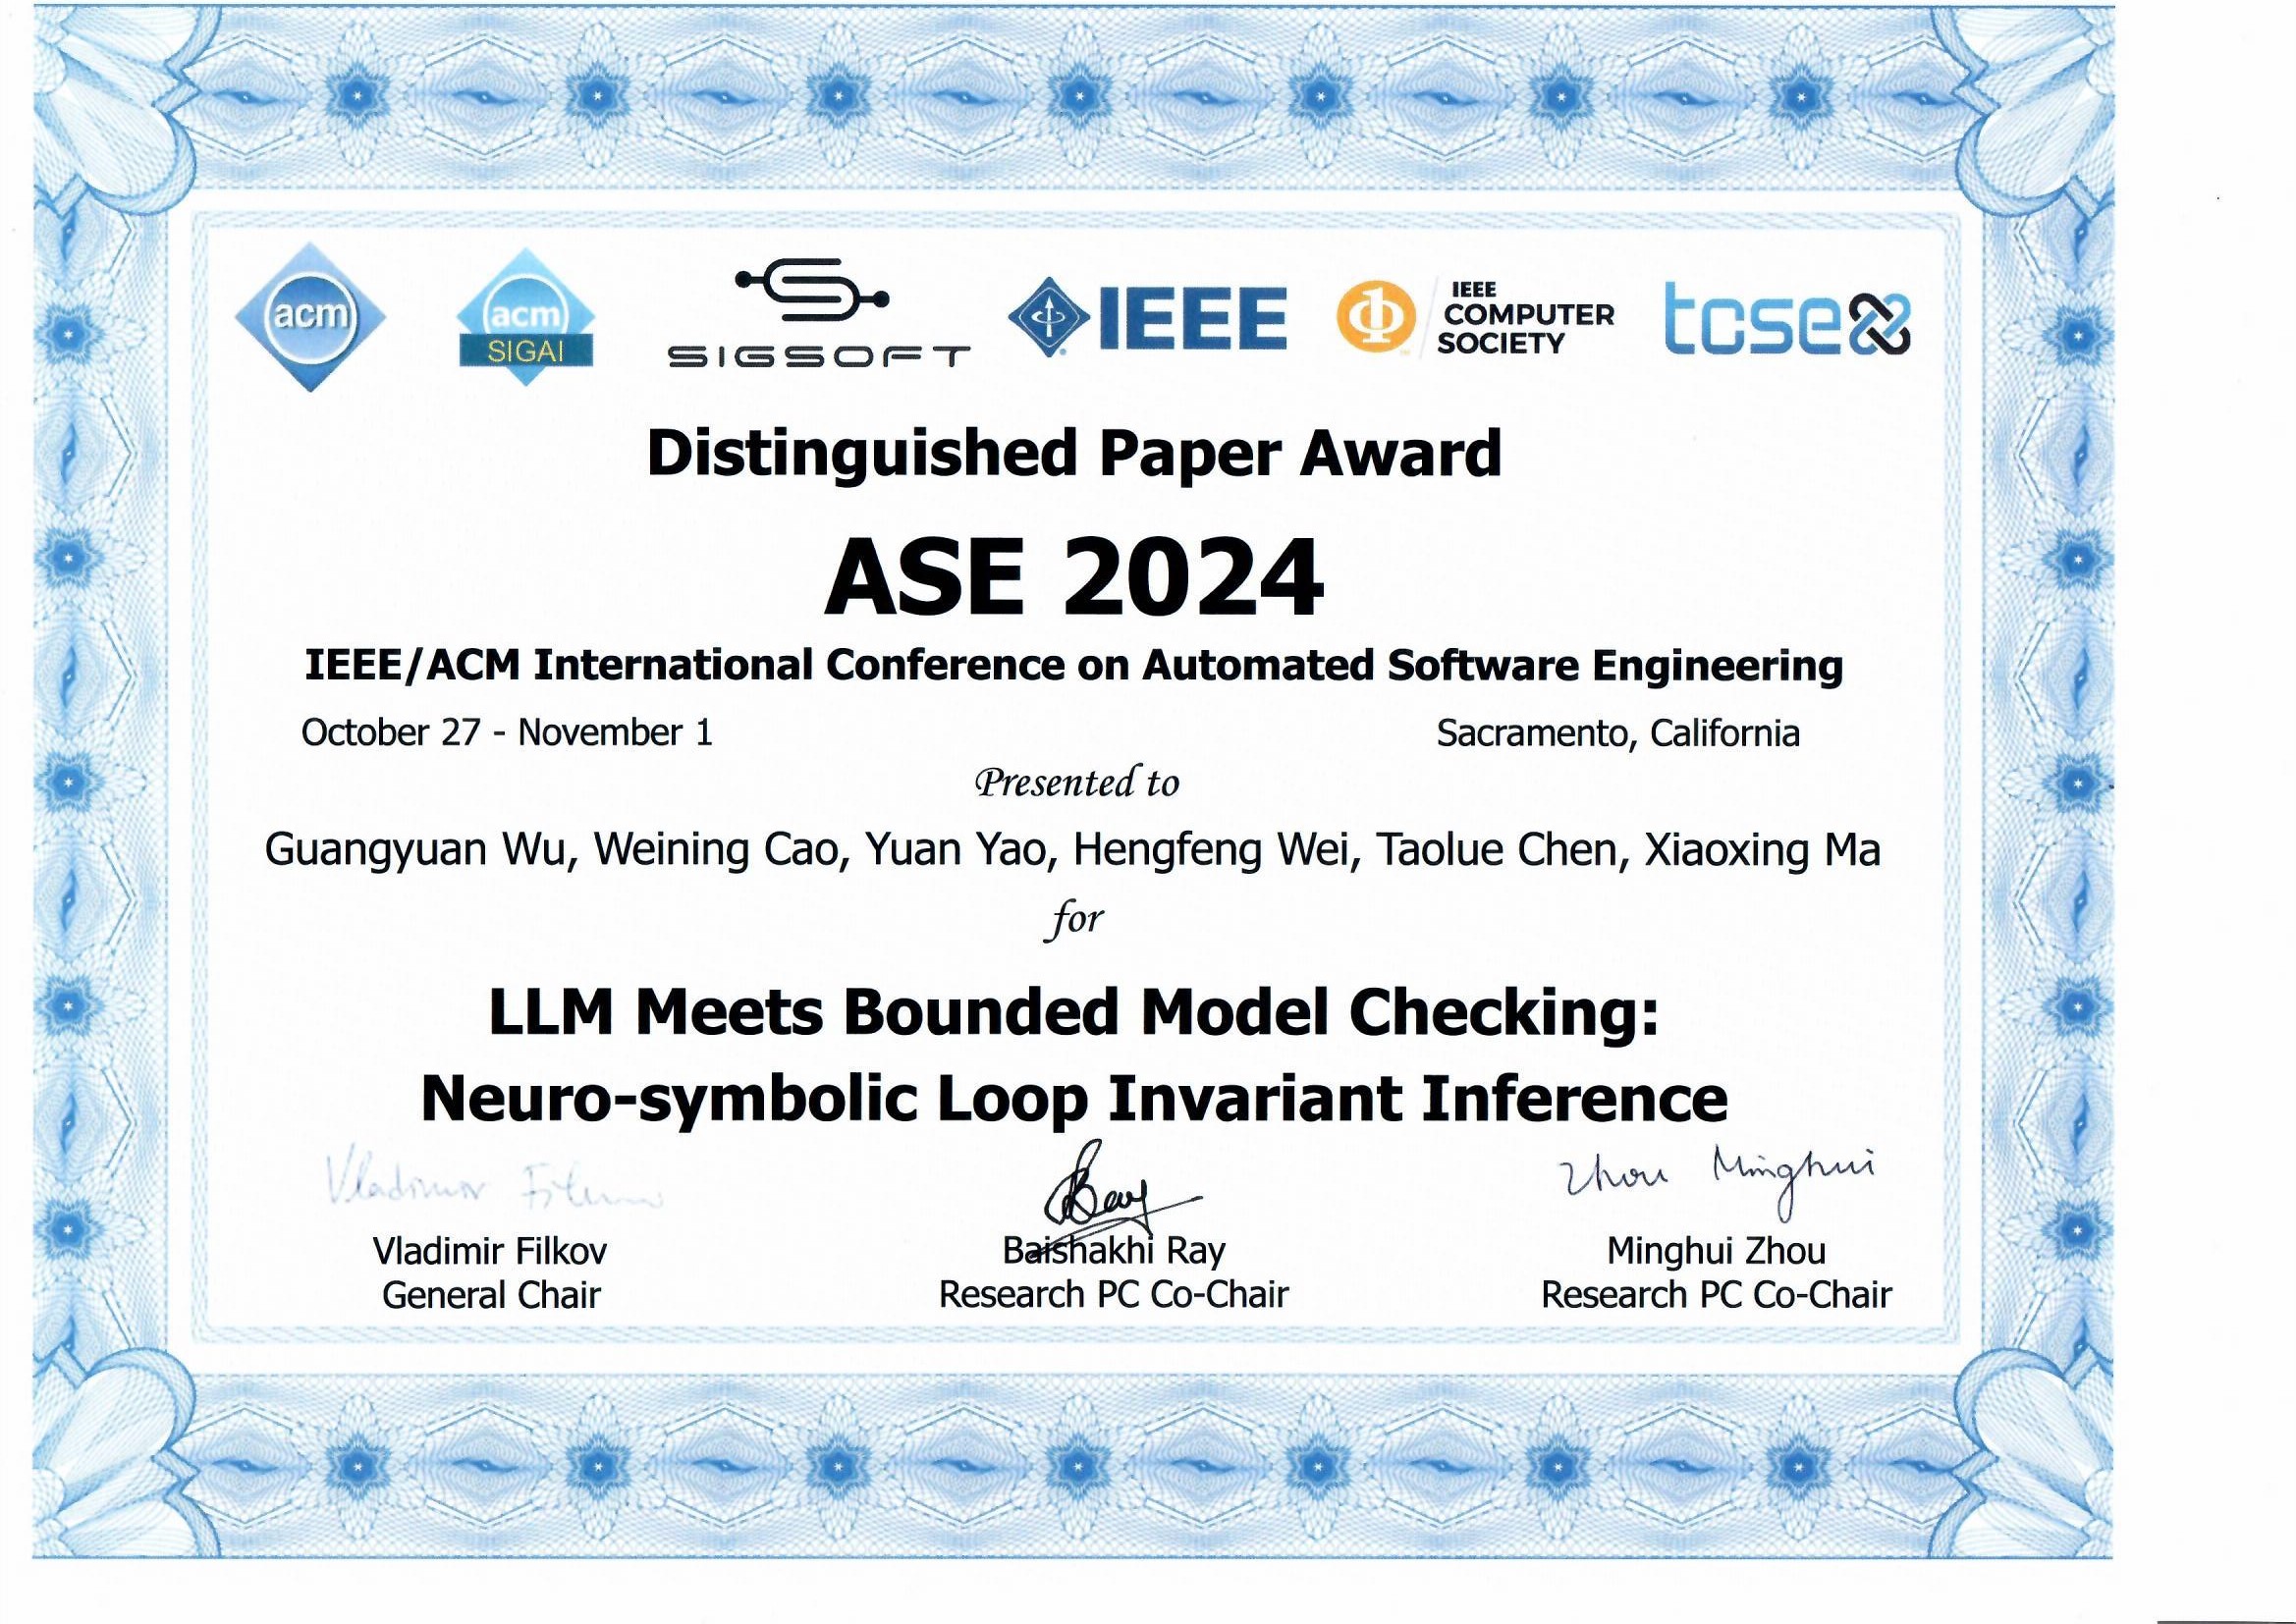 acm
acm
SIGAI
SIGSOFT
IEEE
IEEE
COMPUTER
SOCIETY
tcse
Distinguished Paper Award
ASE 2024
IEEE/ACM International Conference on Automated Software Engineering
October 27 - November 1
Sacramento, California
Presented to
Guangyuan Wu, Weining Cao, Yuan Yao, Hengfeng Wei, Taolue Chen, Xiaoxing Ma
for
LLM Meets Bounded Model Checking:
Neuro-symbolic Loop Invariant Inference
Vladimir
Zhou Minghui
Vladimir Filkov
Baishakhi Ray
Minghui Zhou
General Chair
Research PC Co-Chair
Research PC Co-Chair